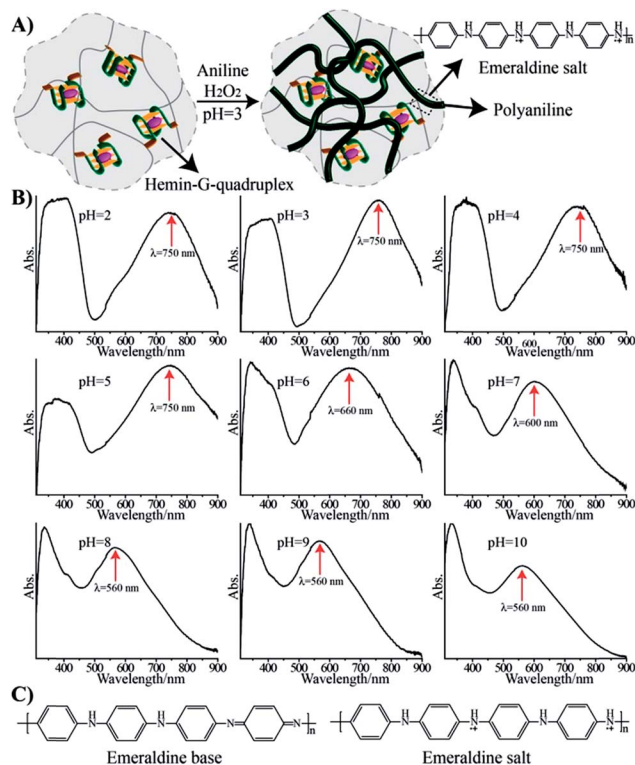 A)
Aniline
H2O2
pH=3
Hemin-G-quadruplex
[ H N H N H N H N ]n
Emeraldine salt
Polyaniline
B)
pH=2
λ=750 nm
Abs.
400 500 600 700 800 900
Wavelength/nm
pH=3
λ=750 nm
Abs.
400 500 600 700 800 900
Wavelength/nm
pH=4
λ=750 nm
Abs.
400 500 600 700 800 900
Wavelength/nm
pH=5
λ=750 nm
Abs.
400 500 600 700 800 900
Wavelength/nm
pH=6
λ=660 nm
Abs.
400 500 600 700 800 900
Wavelength/nm
pH=7
λ=600 nm
Abs.
400 500 600 700 800 900
Wavelength/nm
pH=8
λ=560 nm
Abs.
400 500 600 700 800 900
Wavelength/nm
pH=9
λ=560 nm
Abs.
400 500 600 700 800 900
Wavelength/nm
pH=10
λ=560 nm
Abs.
400 500 600 700 800 900
Wavelength/nm
C)
[ H N H N N N ]n
Emeraldine base
[ H N H N H N H N ]n
Emeraldine salt